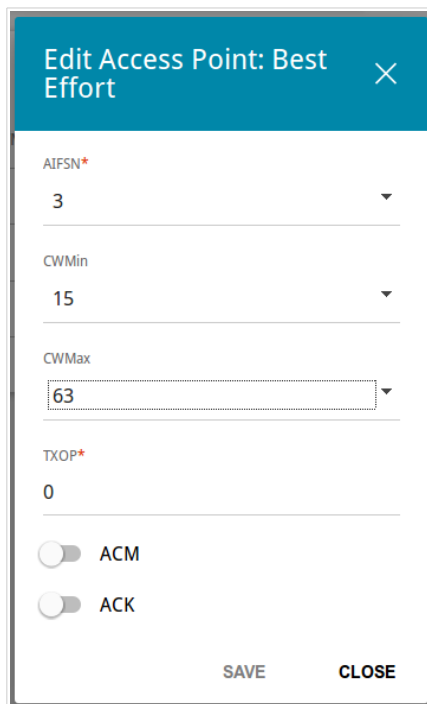 Edit Access Point: Best
Effort
AIFSN*
3
CWMin
15
CWMax
63
TXOP*
0
ACM
ACK
SAVE CLOSE